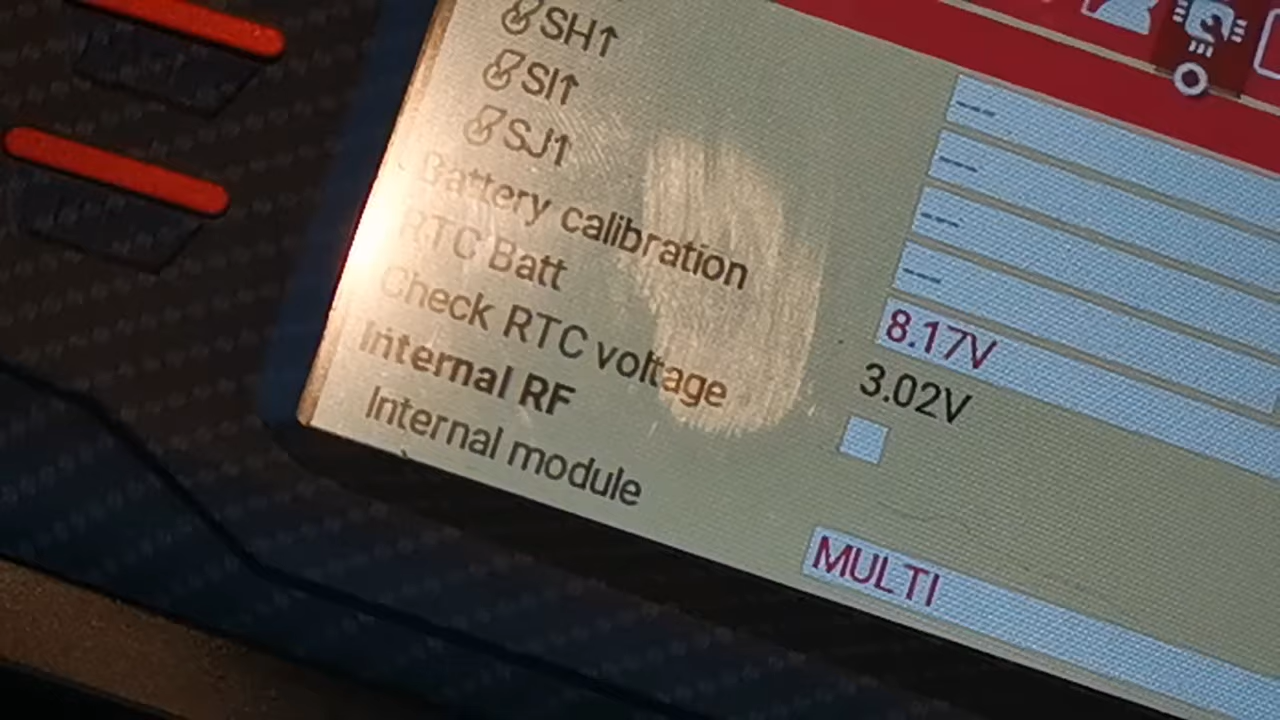 SH↑ ---
SI↑ ---
SJ↑ ---
---
Battery calibration 8.17V
RTC Batt 3.02V
Check RTC voltage
Internal RF
Internal module MULTI